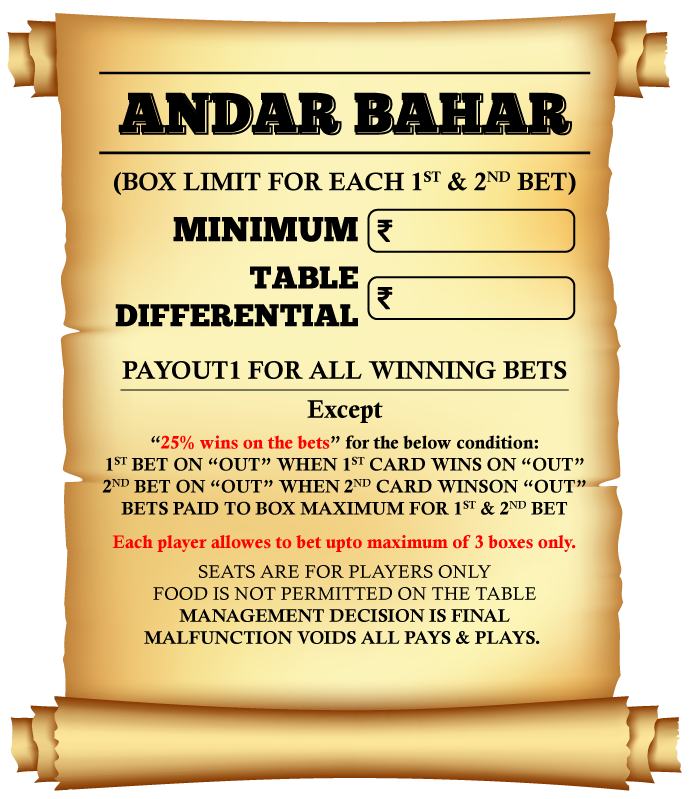 ANDAR BAHAR
(BOX LIMIT FOR EACH 1ST & 2ND BET)
MINIMUM ₹
TABLE
DIFFERENTIAL ₹
PAYOUT1 FOR ALL WINNING BETS
Except
“25% wins on the bets” for the below condition:
1ST BET ON “OUT” WHEN 1ST CARD WINS ON “OUT”
2ND BET ON “OUT” WHEN 2ND CARD WINSON “OUT”
BETS PAID TO BOX MAXIMUM FOR 1ST & 2ND BET
Each player allowes to bet upto maximum of 3 boxes only.
SEATS ARE FOR PLAYERS ONLY
FOOD IS NOT PERMITTED ON THE TABLE
MANAGEMENT DECISION IS FINAL
MALFUNCTION VOIDS ALL PAYS & PLAYS.